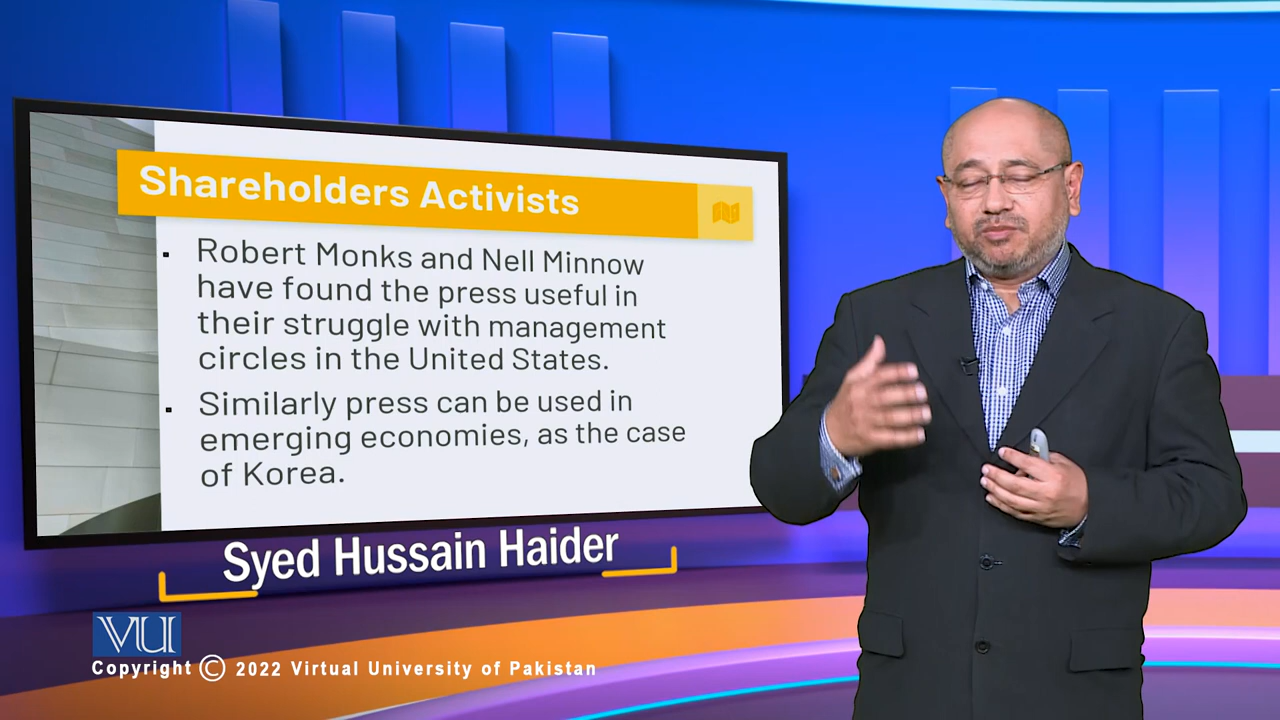 Shareholders Activists
▪ Robert Monks and Nell Minnow
have found the press useful in
their struggle with management
circles in the United States.
▪ Similarly press can be used in
emerging economies, as the case
of Korea.
Syed Hussain Haider
VU
Copyright © 2022 Virtual University of Pakistan